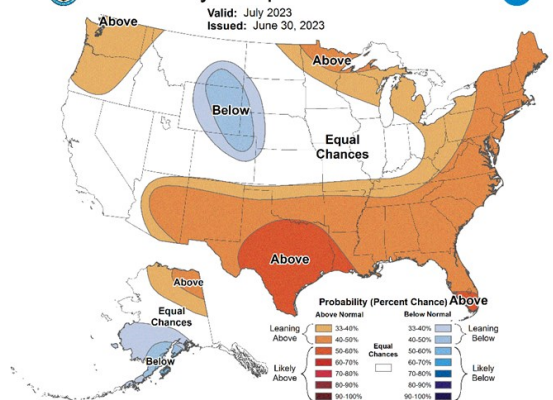 Valid: July 2023
Issued: June 30, 2023
Above
Above
Below
Equal
Chances
Above
Above
Above
Equal
Chances
Below
Probability (Percent Chance)
Above Normal
Below Normal
Leaning
Above
33-40%
40-50%
Likely
Above
50-60%
60-70%
70-80%
80-90%
90-100%
Equal
Chances
33-40%
40-50%
Leaning
Below
50-60%
60-70%
70-80%
80-90%
90-100%
Likely
Below